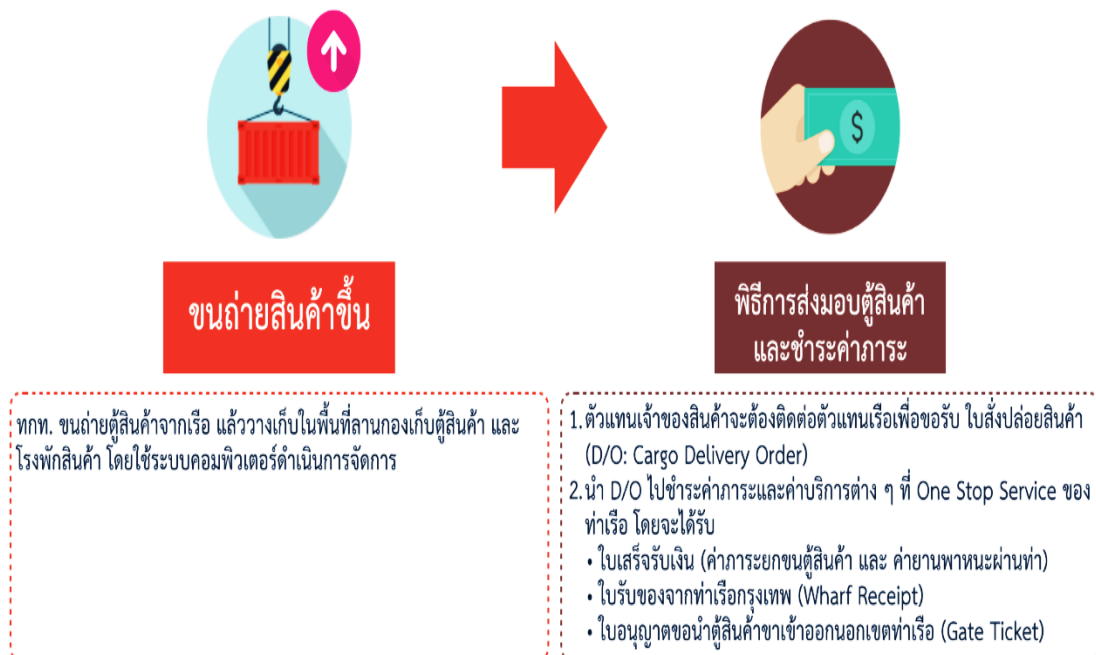 $
ขนถ่ายสินค้าขึ้น
พิธีการส่งมอบตู้สินค้า
และชำระค่าภาระ
ทกท. ขนถ่ายตู้สินค้าจากเรือ แล้ววางเก็บในพื้นที่ลานกองเก็บตู้สินค้า และ
โรงพักสินค้า โดยใช้ระบบคอมพิวเตอร์ดำเนินการจัดการ
1.ตัวแทนเจ้าของสินค้าจะต้องติดต่อตัวแทนเรือเพื่อขอรับ ใบสั่งปล่อยสินค้า
(D/O: Cargo Delivery Order)
2.นำ D/O ไปชำระค่าภาระและค่าบริการต่าง ๆ ที่ One Stop Service ของ
ท่าเรือ โดยจะได้รับ
• ใบเสร็จรับเงิน (ค่าภาระยกขนตู้สินค้า และ ค่ายานพาหนะผ่านท่า)
• ใบรับของจากท่าเรือกรุงเทพ (Wharf Receipt)
• ใบอนุญาตขอนำตู้สินค้าขาเข้าออกนอกเขตท่าเรือ (Gate Ticket)